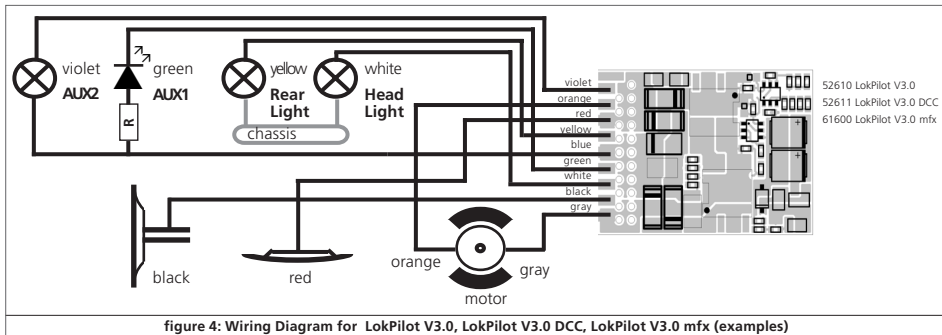 violet
AUX2
green
AUX1
R
yellow
Rear
Light
white
Head
Light
chassis
violet
orange
red
yellow
blue
green
white
black
gray
52610 LokPilot V3.0
52611 LokPilot V3.0 DCC
61600 LokPilot V3.0 mfx
black
red
orange
gray
motor
figure 4: Wiring Diagram for LokPilot V3.0, LokPilot V3.0 DCC, LokPilot V3.0 mfx (examples)